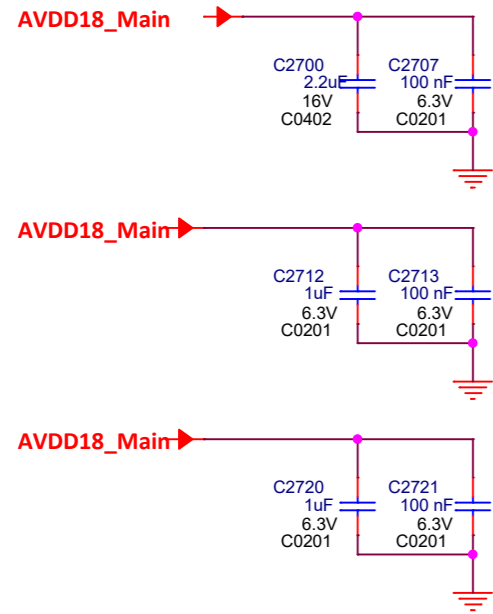 AVDD18_Main
C2700 C2707
2.2uF 100 nF
16V 6.3V
C0402 C0201
AVDD18_Main
C2712 C2713
1uF 100 nF
6.3V 6.3V
C0201 C0201
AVDD18_Main
C2720 C2721
1uF 100 nF
6.3V 6.3V
C0201 C0201